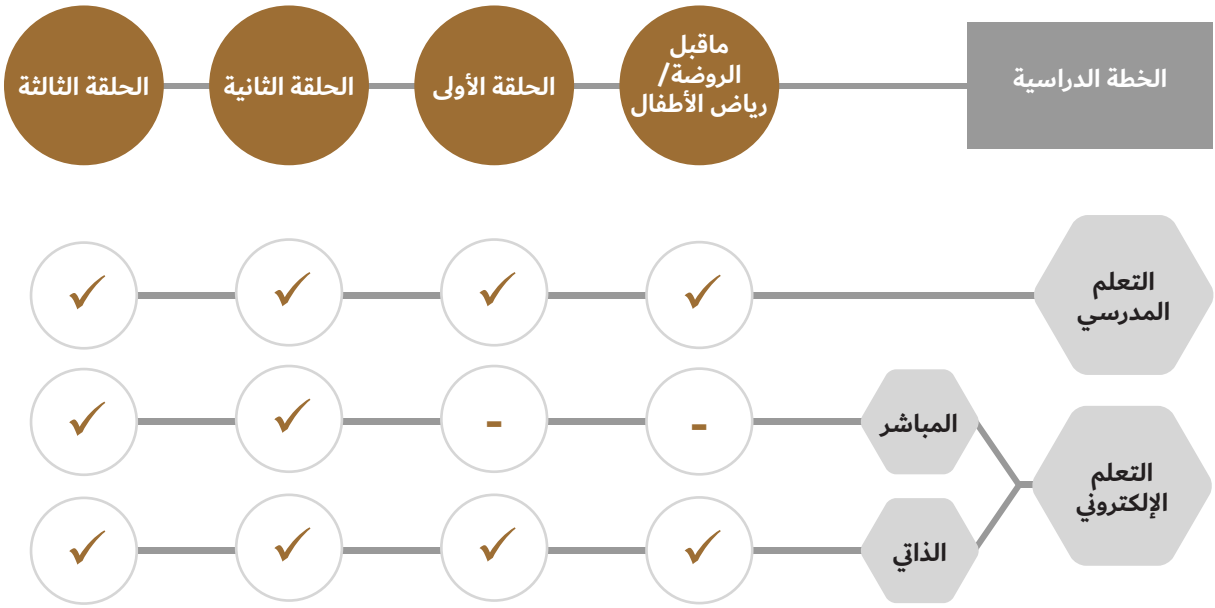 الخطة الدراسية
ماقبل
الروضة/
رياض الأطفال
الحلقة الأولى
الحلقة الثانية
الحلقة الثالثة
التعلم
المدرسي
✓ ✓ ✓ ✓
التعلم
الإلكتروني
المباشر
- - ✓ ✓
الذاتي
✓ ✓ ✓ ✓